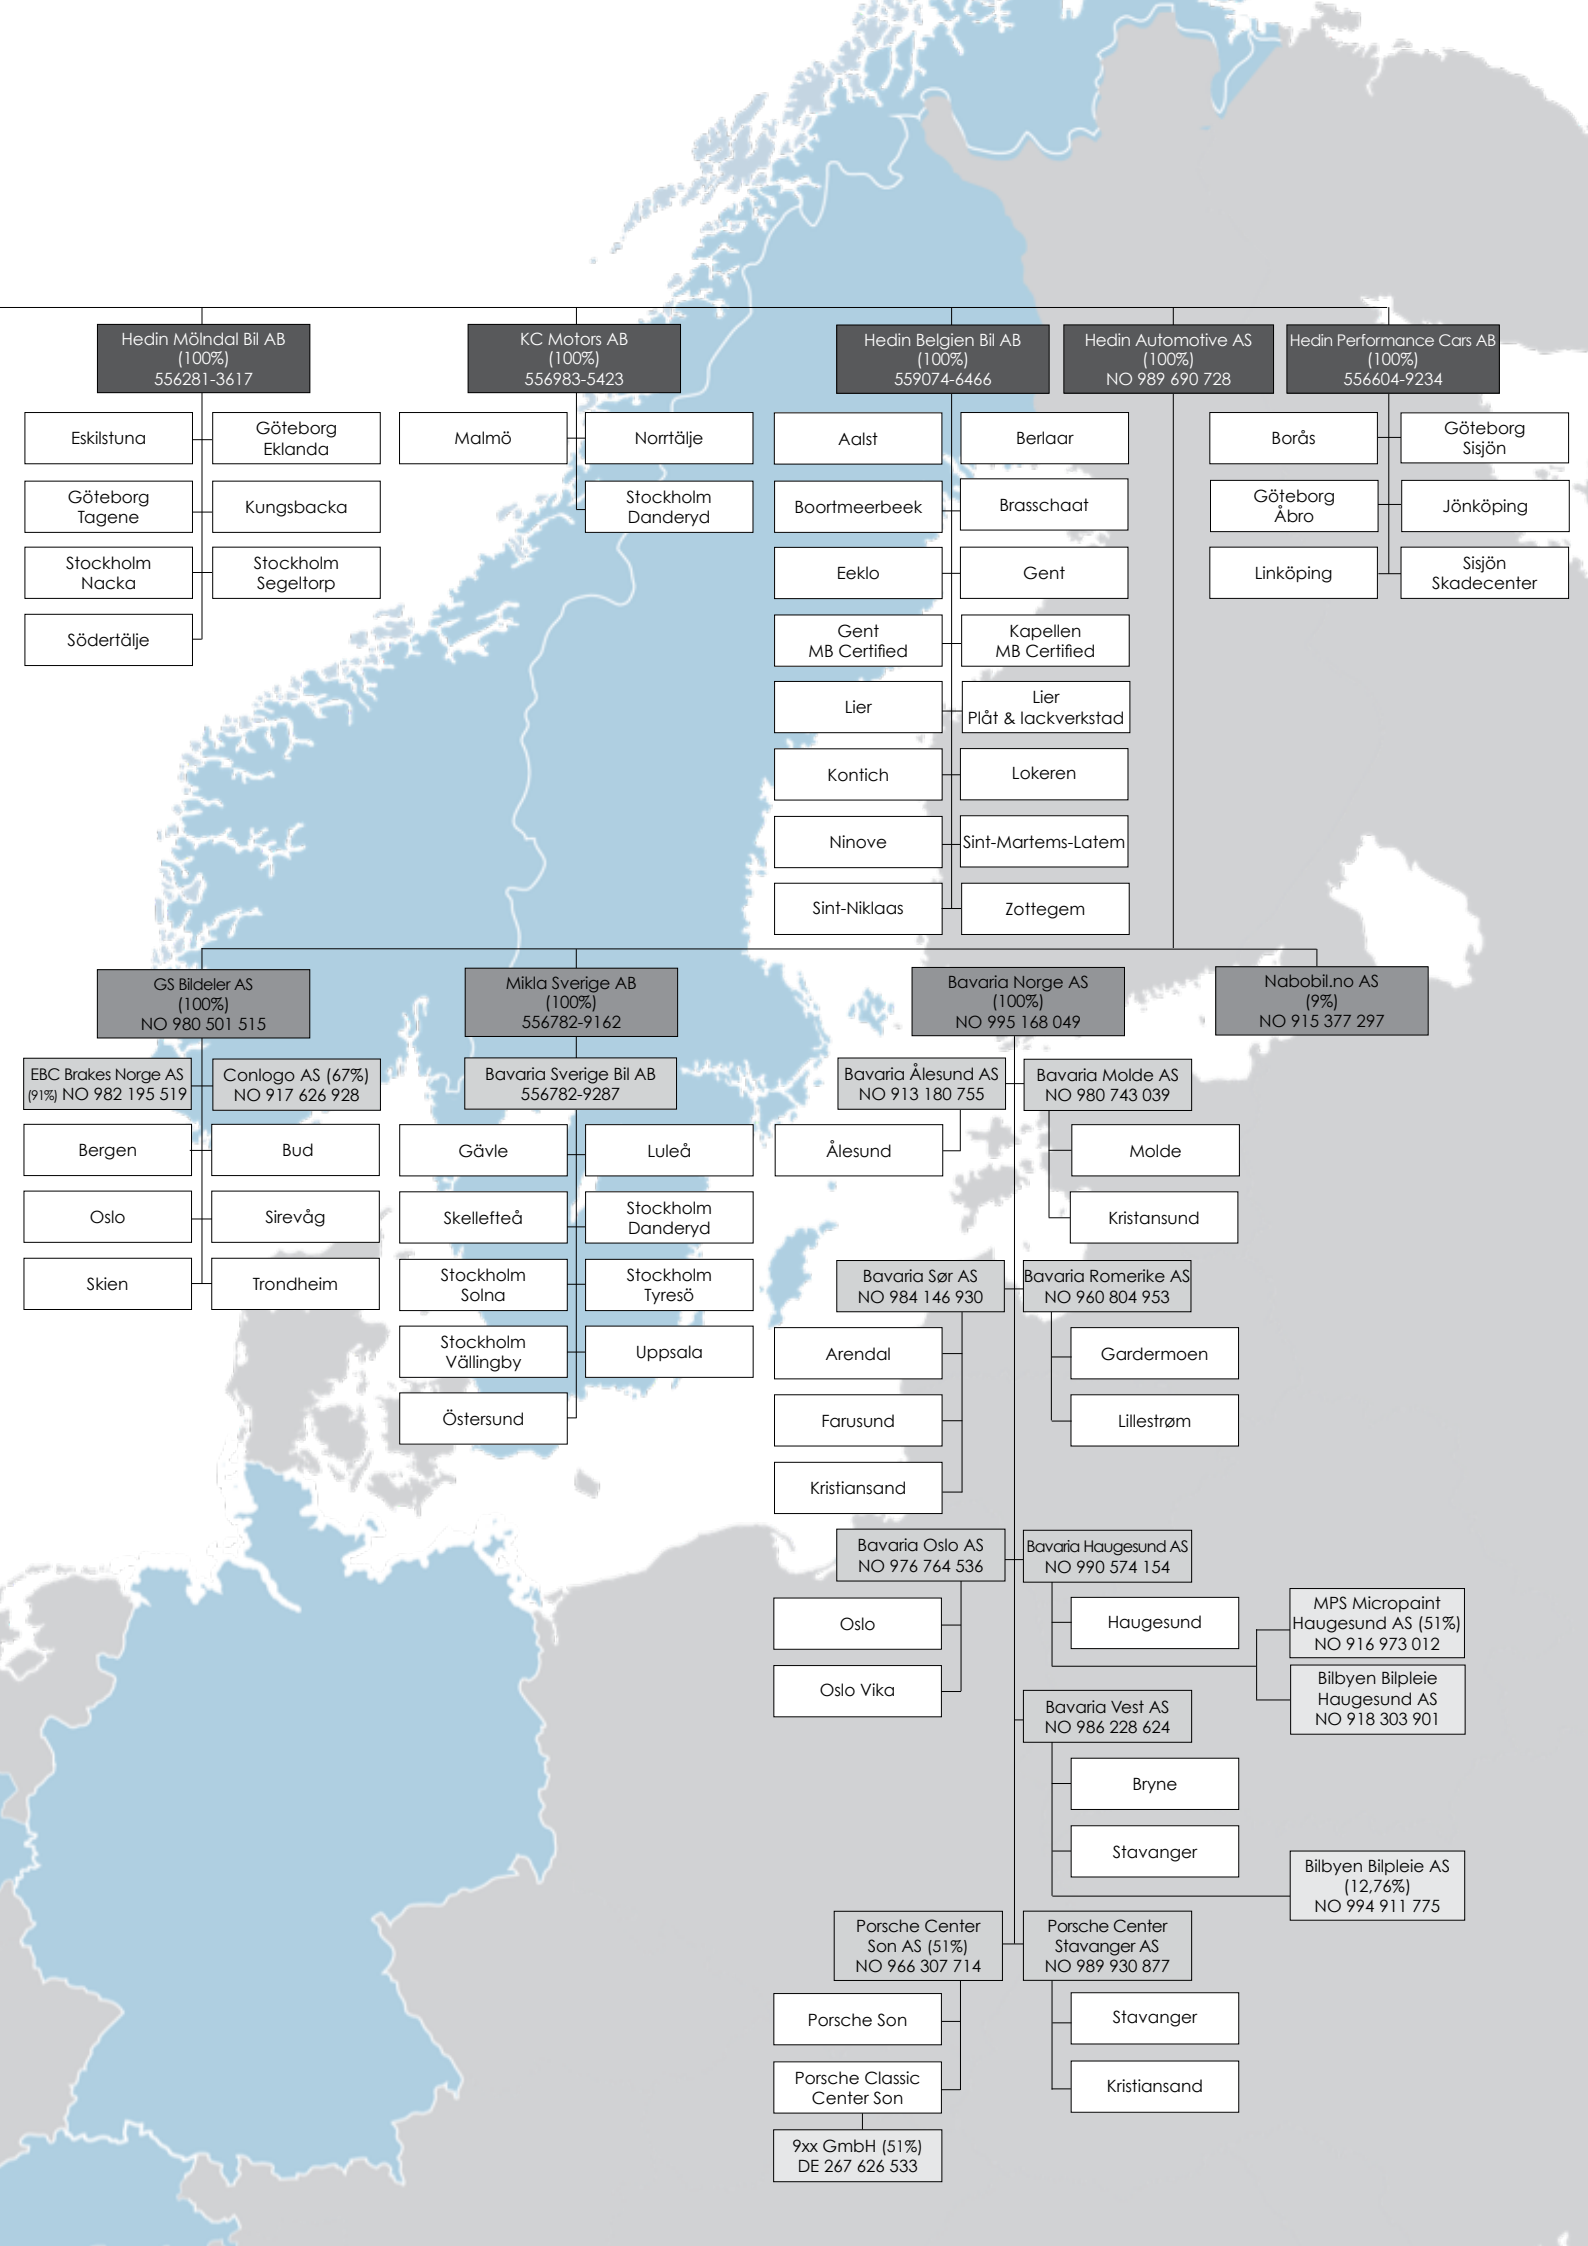 Hedin Mölndal Bil AB
(100%)
556281-3617
KC Motors AB
(100%)
556983-5423
Hedin Belgien Bil AB
(100%)
559074-6466
Hedin Automotive AS
(100%)
NO 989 690 728
Hedin Performance Cars AB
(100%)
556604-9234
Eskilstuna
Göteborg
Eklanda
Göteborg
Tagene
Kungsbacka
Stockholm
Nacka
Stockholm
Segeltorp
Södertälje
Malmö
Norrtälje
Stockholm
Danderyd
Aalst
Berlaar
Boortmeerbeek
Brasschaat
Eeklo
Gent
Gent
MB Certified
Kapellen
MB Certified
Lier
Lier
Plåt & lackverkstad
Kontich
Lokeren
Ninove
Sint-Martems-Latem
Sint-Niklaas
Zottegem
Borås
Göteborg
Sisjön
Göteborg
Åbro
Jönköping
Linköping
Sisjön
Skadecenter
GS Bildeler AS
(100%)
NO 980 501 515
Mikla Sverige AB
(100%)
556782-9162
Bavaria Norge AS
(100%)
NO 995 168 049
Nabobil.no AS
(9%)
NO 915 377 297
EBC Brakes Norge AS
(91%) NO 982 195 519
Conlogo AS (67%)
NO 917 626 928
Bergen
Bud
Oslo
Sirevåg
Skien
Trondheim
Bavaria Sverige Bil AB
556782-9287
Gävle
Luleå
Skellefteå
Stockholm
Danderyd
Stockholm
Solna
Stockholm
Tyresö
Stockholm
Vällingby
Uppsala
Östersund
Bavaria Ålesund AS
NO 913 180 755
Bavaria Molde AS
NO 980 743 039
Ålesund
Molde
Kristansund
Bavaria Sør AS
NO 984 146 930
Bavaria Romerike AS
NO 960 804 953
Arendal
Gardermoen
Farusund
Lillestrøm
Kristiansand
Bavaria Oslo AS
NO 976 764 536
Bavaria Haugesund AS
NO 990 574 154
Oslo
Haugesund
Oslo Vika
MPS Micropaint
Haugesund AS (51%)
NO 916 973 012
Bilbyen Bilpleie
Haugesund AS
NO 918 303 901
Bavaria Vest AS
NO 986 228 624
Bryne
Stavanger
Bilbyen Bilpleie AS
(12,76%)
NO 994 911 775
Porsche Center
Son AS (51%)
NO 966 307 714
Porsche Center
Stavanger AS
NO 989 930 877
Porsche Son
Stavanger
Porsche Classic
Center Son
Kristiansand
9xx GmbH (51%)
DE 267 626 533